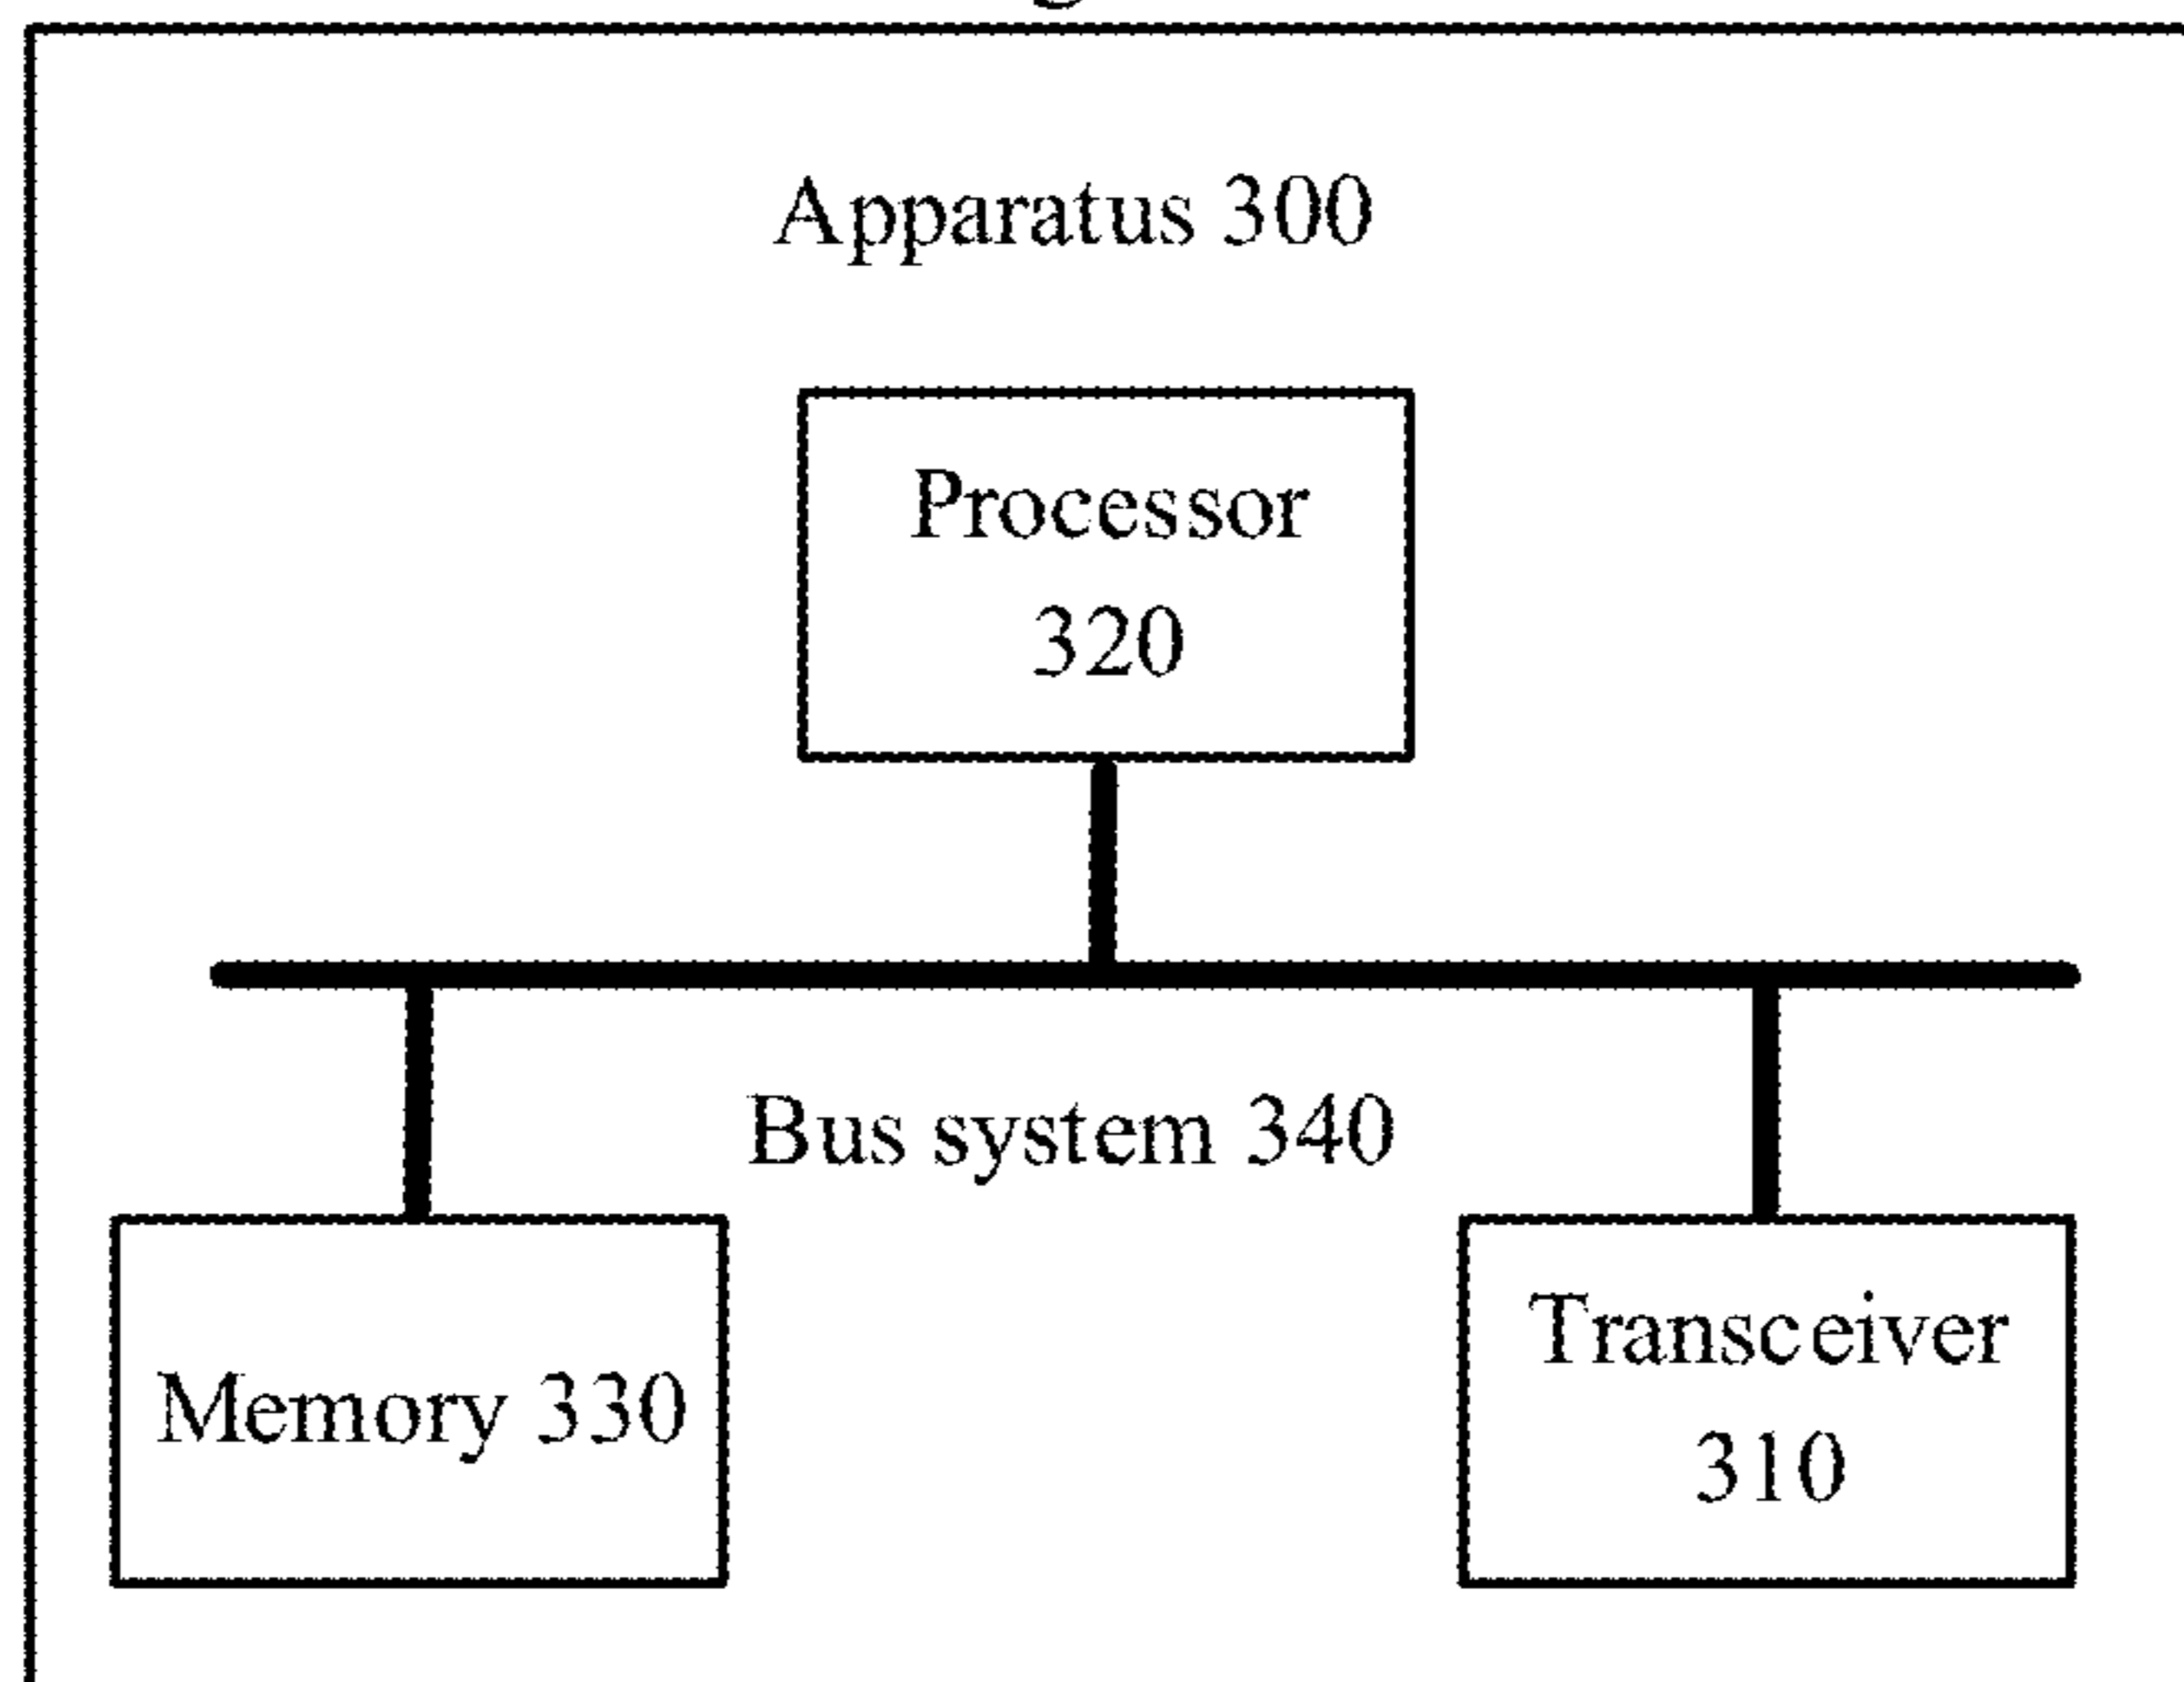 Apparatus 300
Processor
320
Bus system 340
Memory 330
Transceiver
310